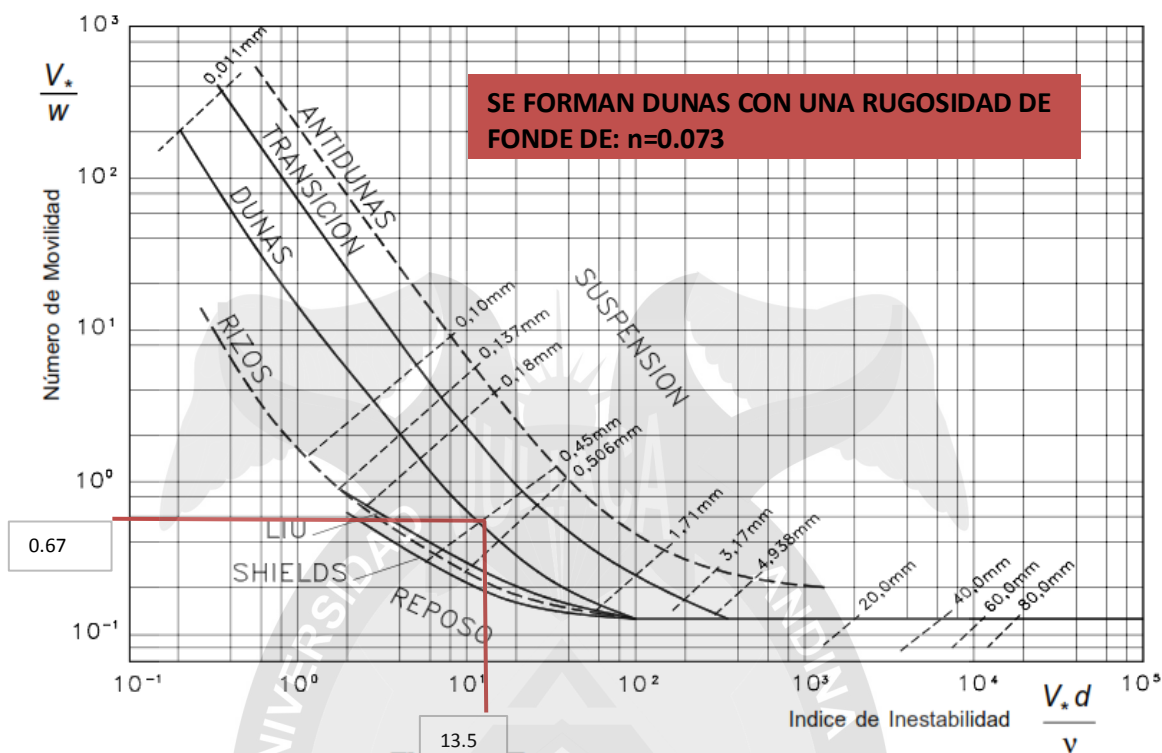 10³
V*
w
SE FORMAN DUNAS CON UNA RUGOSIDAD DE
FONDE DE: n=0.073
0,011mm
ANTIDUNAS
TRANSICION
DUNAS
RIZOS
SUSPENSION
10²
Número de Movilidad
10¹
0,10mm
0,137mm
0,18mm
10⁰
0,45mm
0,506mm
1,71mm
3,17mm
4,938mm
20,0mm
40,0mm
60,0mm
80,0mm
0.67
LIU
SHIELDS
REPOSO
10⁻¹
10⁻¹
10⁰
10¹
10²
10³
10⁴
10⁵
Indice de Inestabilidad
V* d
ν
13.5
UNIVERSIDAD
ANDINA